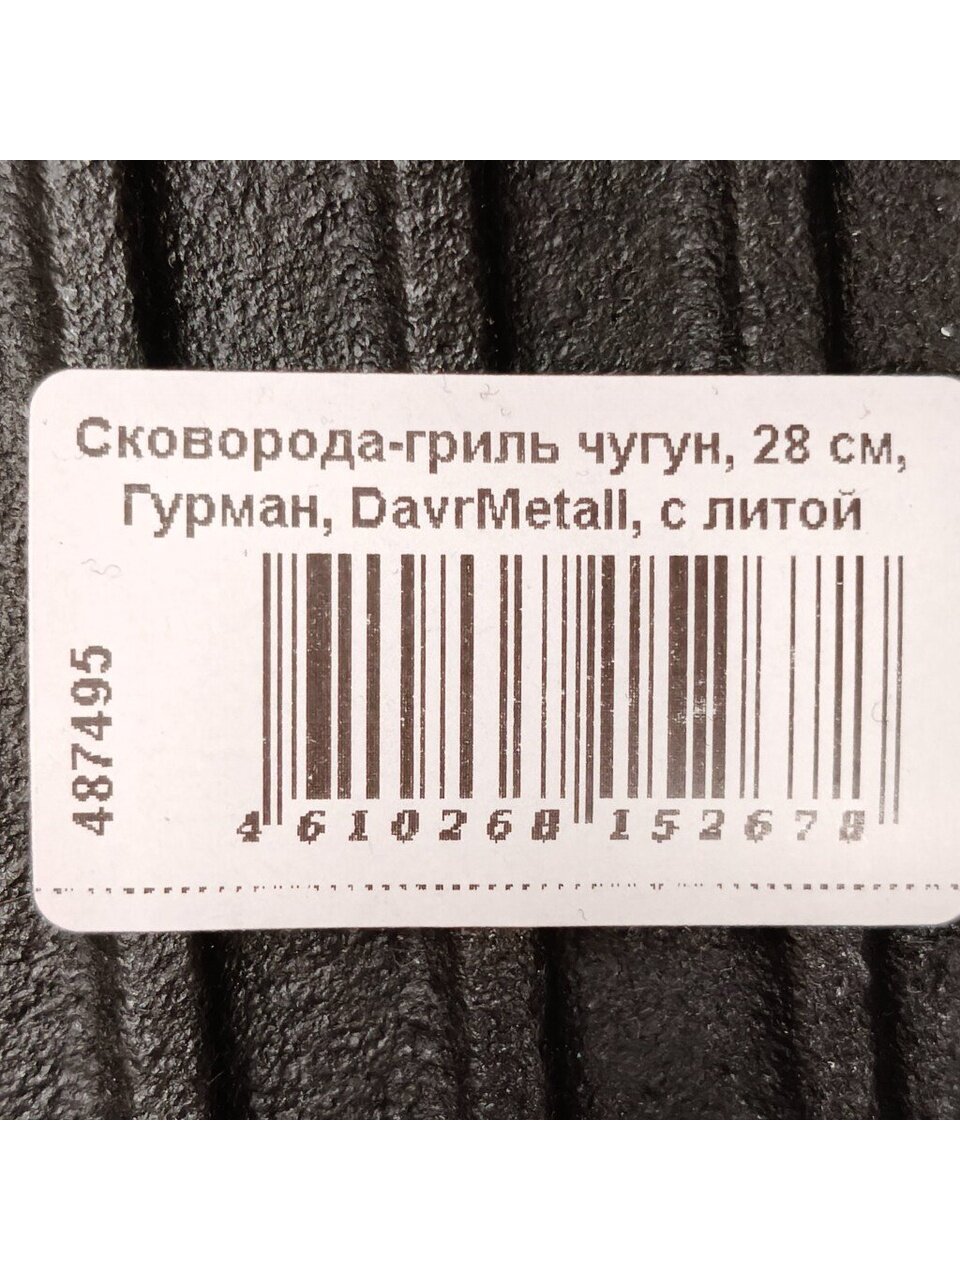 Сковорода-гриль чугун, 28 см,
Гурман, DavrMetall, с литой
487495
4 610268 152678